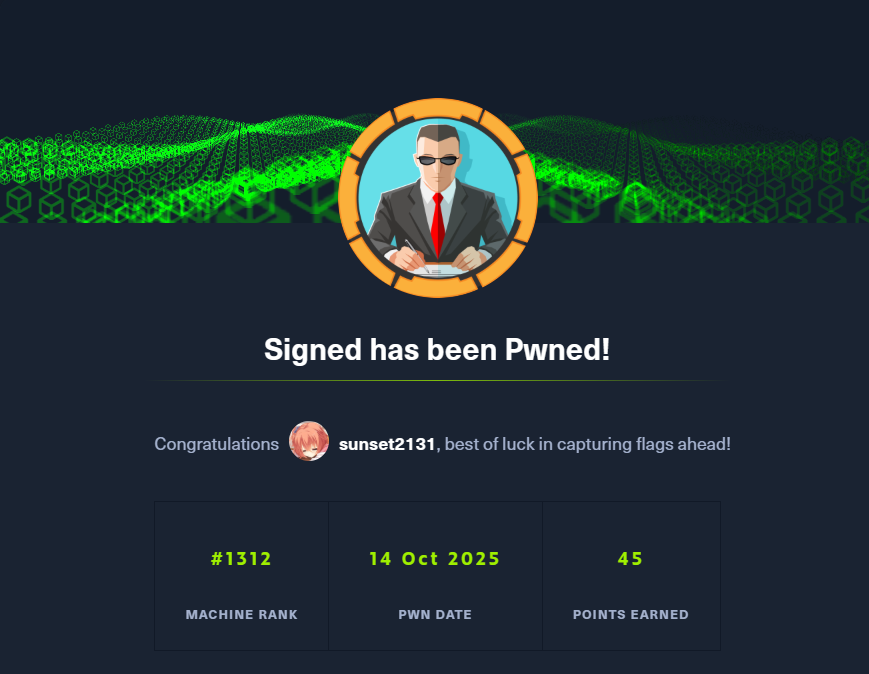 Signed has been Pwned!
Congratulations sunset2131, best of luck in capturing flags ahead!
#1312 14 Oct 2025 45
MACHINE RANK PWN DATE POINTS EARNED